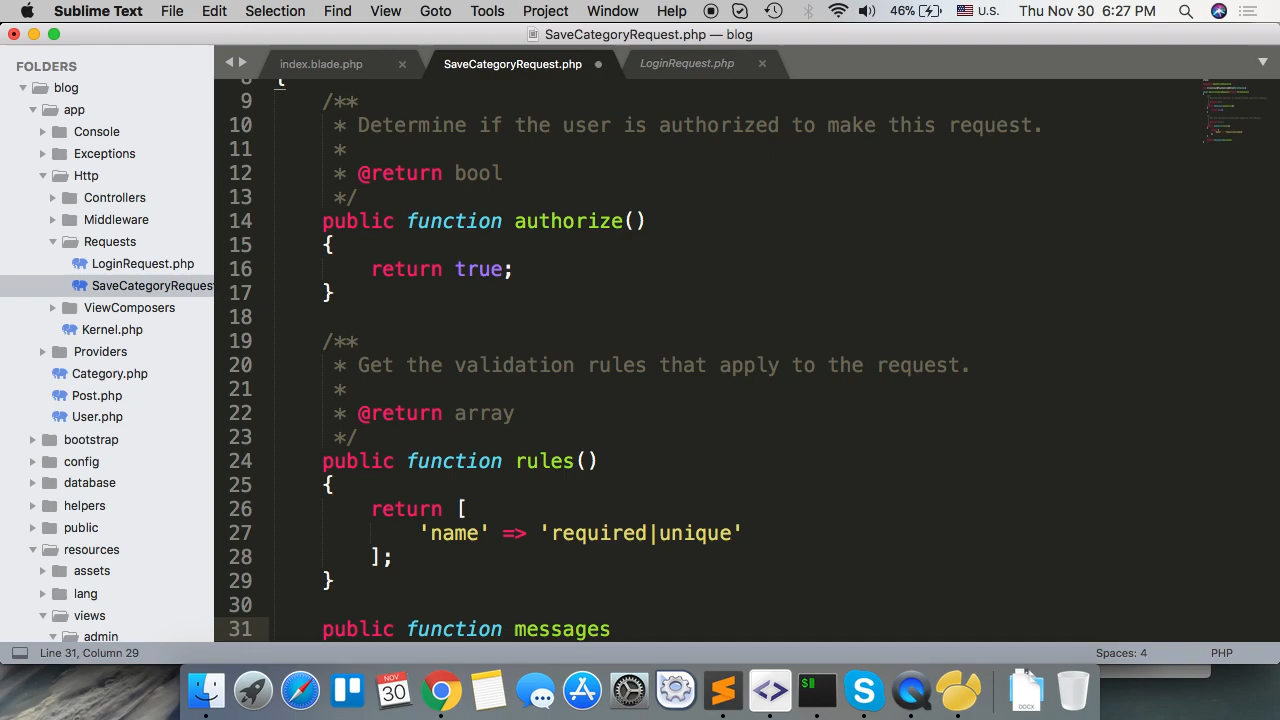 Sublime Text File Edit Selection Find View Goto Tools Project Window Help 46% U.S. Thu Nov 30 6:27 PM
SaveCategoryRequest.php — blog
FOLDERS
index.blade.php
SaveCategoryRequest.php
LoginRequest.php
blog
app
Console
Exceptions
Http
Controllers
Middleware
Requests
LoginRequest.php
SaveCategoryRequest
ViewComposers
Kernel.php
Providers
Category.php
Post.php
User.php
bootstrap
config
database
helpers
public
resources
assets
lang
views
admin
8 {
9 /**
10 * Determine if the user is authorized to make this request.
11 *
12 * @return bool
13 */
14 public function authorize()
15 {
16 return true;
17 }
18
19 /**
20 * Get the validation rules that apply to the request.
21 *
22 * @return array
23 */
24 public function rules()
25 {
26 return [
27 'name' => 'required|unique'
28 ];
29 }
30
31 public function messages
Line 31, Column 29 Spaces: 4 PHP
NOV
30
DOCX